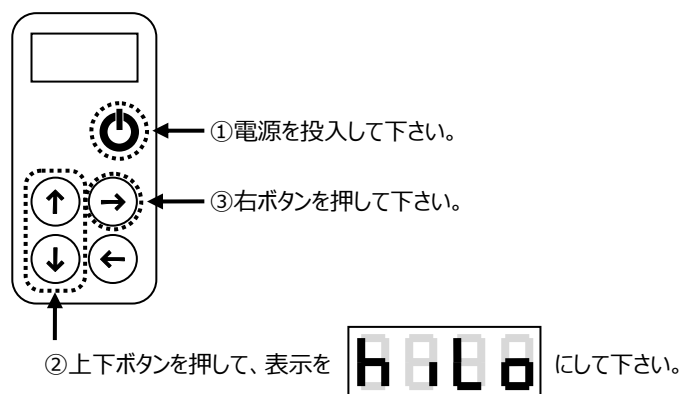 ①電源を投入して下さい。
③右ボタンを押して下さい。
②上下ボタンを押して、表示を hiLo にして下さい。